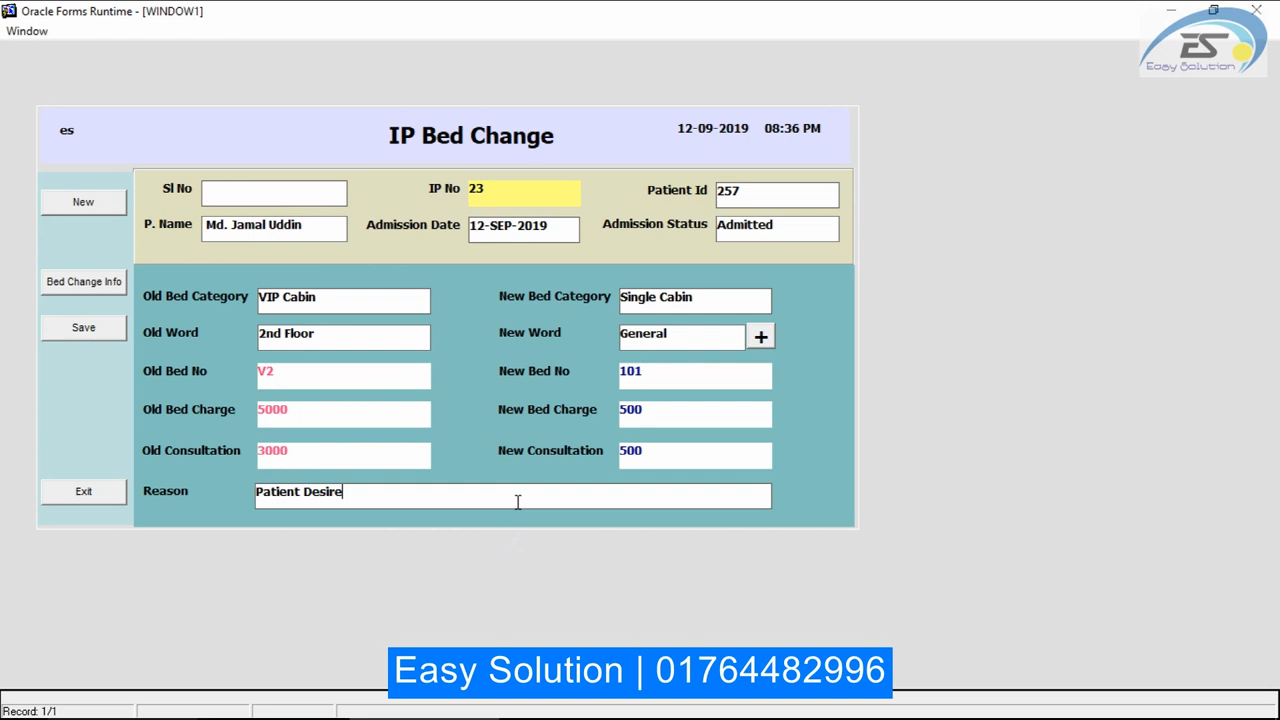 Oracle Forms Runtime - [WINDOW1]
Window
ES
Easy Solution
es
IP Bed Change
12-09-2019 08:36 PM
Sl No
IP No 23
Patient Id 257
P. Name Md. Jamal Uddin
Admission Date 12-SEP-2019
Admission Status Admitted
New
Bed Change Info
Save
Exit
Old Bed Category VIP Cabin
New Bed Category Single Cabin
Old Word 2nd Floor
New Word General +
Old Bed No V2
New Bed No 101
Old Bed Charge 5000
New Bed Charge 500
Old Consultation 3000
New Consultation 500
Reason Patient Desire
Easy Solution | 01764482996
Record: 1/1